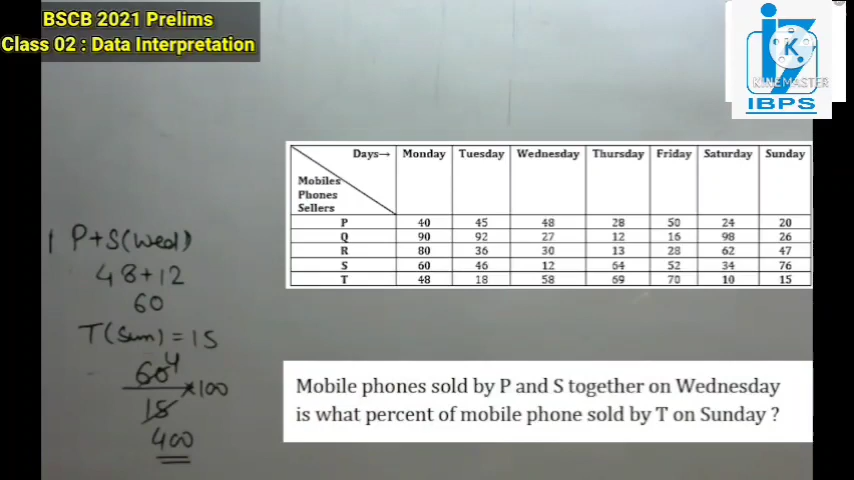 BSCB 2021 Prelims
Class 02 : Data Interpretation
KINEMASTER
IBPS
Days→ Monday Tuesday Wednesday Thursday Friday Saturday Sunday
Mobiles
Phones
Sellers
P 40 45 48 28 50 24 20
Q 90 92 27 12 16 98 26
R 80 36 30 13 28 62 47
S 60 46 12 64 52 34 76
T 48 18 58 69 70 10 15
1 P+S(Wed)
48+12
60
T(Sun) = 15
60 4
×100
15
400
Mobile phones sold by P and S together on Wednesday
is what percent of mobile phone sold by T on Sunday ?